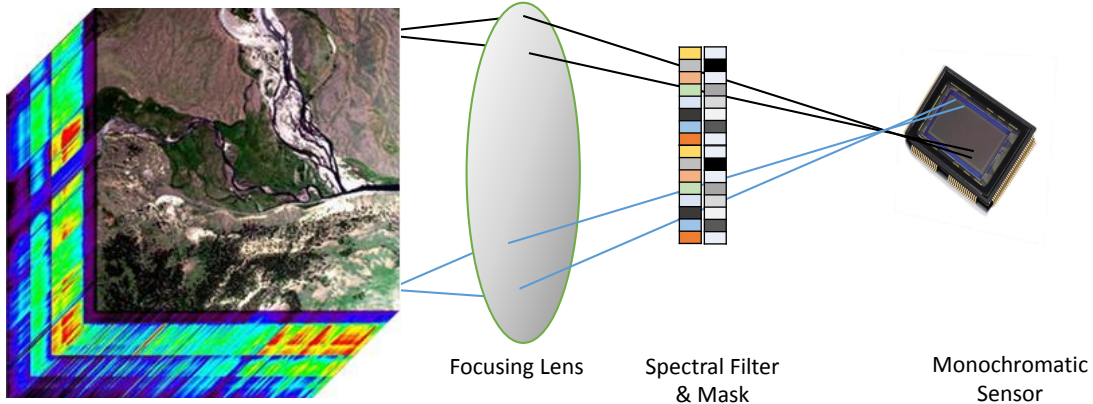 Focusing Lens
Spectral Filter
& Mask
Monochromatic
Sensor